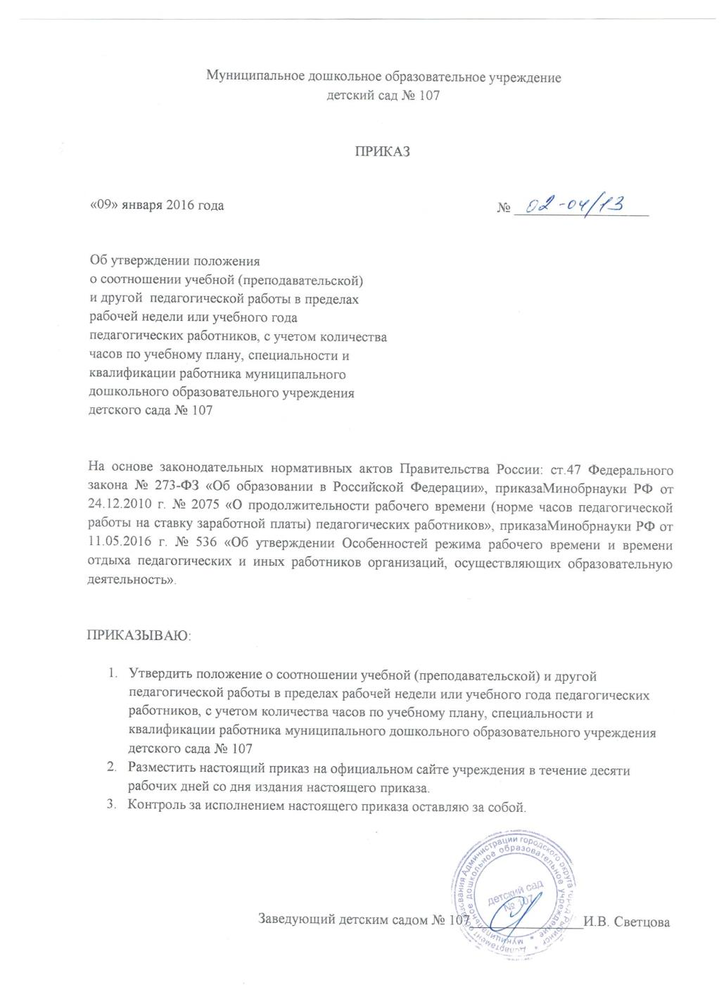 Муниципальное дошкольное образовательное учреждение
детский сад № 107
ПРИКАЗ
«09» января 2016 года
№ 02-04/13
Об утверждении положения
о соотношении учебной (преподавательской)
и другой педагогической работы в пределах
рабочей недели или учебного года
педагогических работников, с учетом количества
часов по учебному плану, специальности и
квалификации работника муниципального
дошкольного образовательного учреждения
детского сада № 107
На основе законодательных нормативных актов Правительства России: ст.47 Федерального
закона № 273-ФЗ «Об образовании в Российской Федерации», приказаМинобрнауки РФ от
24.12.2010 г. № 2075 «О продолжительности рабочего времени (норме часов педагогической
работы на ставку заработной платы) педагогических работников», приказаМинобрнауки РФ от
11.05.2016 г. № 536 «Об утверждении Особенностей режима рабочего времени и времени
отдыха педагогических и иных работников организаций, осуществляющих образовательную
деятельность».
ПРИКАЗЫВАЮ:
1. Утвердить положение о соотношении учебной (преподавательской) и другой
педагогической работы в пределах рабочей недели или учебного года педагогических
работников, с учетом количества часов по учебному плану, специальности и
квалификации работника муниципального дошкольного образовательного учреждения
детского сада № 107
2. Разместить настоящий приказ на официальном сайте учреждения в течение десяти
рабочих дней со дня издания настоящего приказа.
3. Контроль за исполнением настоящего приказа оставляю за собой.
Заведующий детским садом № 107 И.В. Светцова
Департамент образования Администрации городского округа город Рыбинск
муниципальное дошкольное образовательное учреждение
детский сад
№ 107